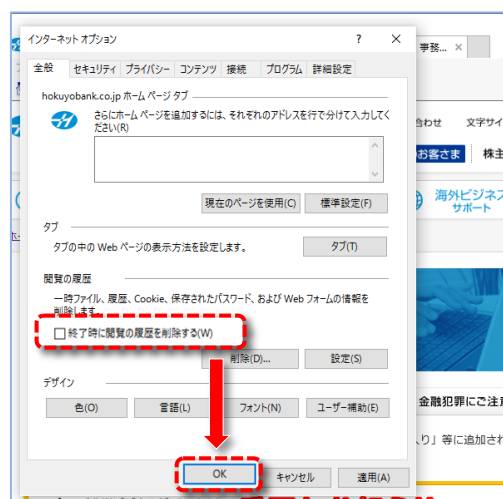 インターネット オプション
?
×
事務... ×
全般
セキュリティ
プライバシー
コンテンツ
接続
プログラム
詳細設定
hokuyobank.co.jp ホーム ページ タブ
さらにホーム ページを追加するには、それぞれのアドレスを行で分けて入力してく
ださい(R)
合わせ
文字サイ
お客さま
株主
現在のページを使用(C)
標準設定(F)
海外ビジネス
サポート
タブ
タブの中の Web ページの表示方法を設定します。
タブ(T)
閲覧の履歴
一時ファイル、履歴、Cookie、保存されたパスワード、および Web フォームの情報を
削除します。
終了時に閲覧の履歴を削除する(W)
削除(D)...
設定(S)
デザイン
色(O)
言語(L)
フォント(N)
ユーザー補助(E)
金融犯罪にご注意
り」等に追加され
OK
キャンセル
適用(A)